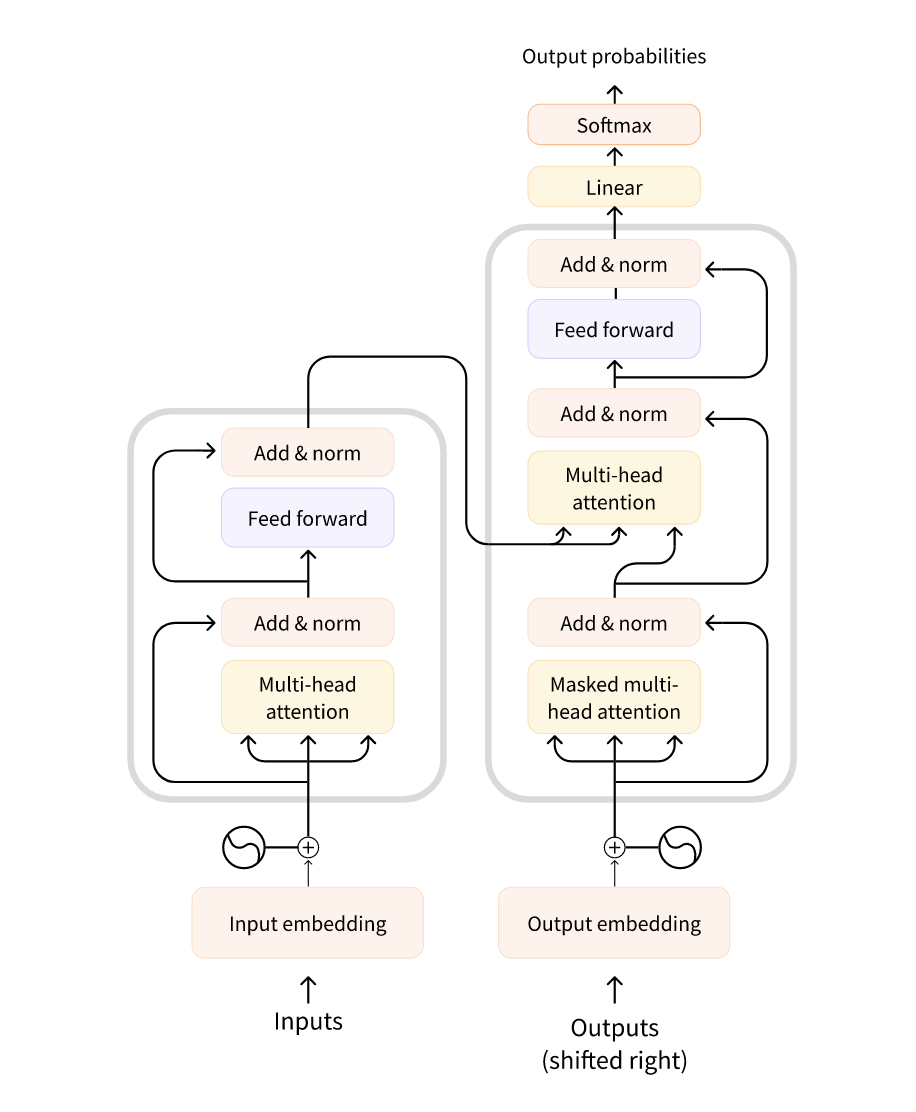 Output probabilities
Softmax
Linear
Add & norm
Feed forward
Add & norm
Multi-head
attention
Add & norm
Masked multi-
head attention
Add & norm
Feed forward
Add & norm
Multi-head
attention
Input embedding
Output embedding
Inputs
Outputs
(shifted right)